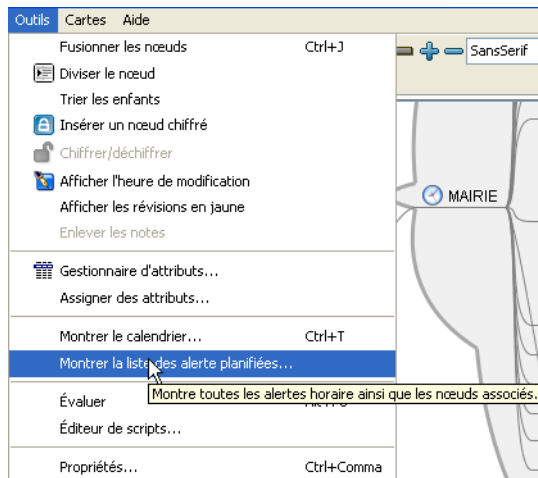 Outils Cartes Aide
Fusionner les nœuds Ctrl+J
SansSerif
Diviser le nœud
Trier les enfants
Insérer un nœud chiffré
Chiffrer/déchiffrer
Afficher l'heure de modification
MAIRIE
Afficher les révisions en jaune
Enlever les notes
Gestionnaire d'attributs...
Assigner des attributs...
Montrer le calendrier... Ctrl+T
Montrer la liste des alerte planifiées...
Montre toutes les alertes horaire ainsi que les nœuds associés.
Évaluer
Éditeur de scripts...
Propriétés... Ctrl+Comma